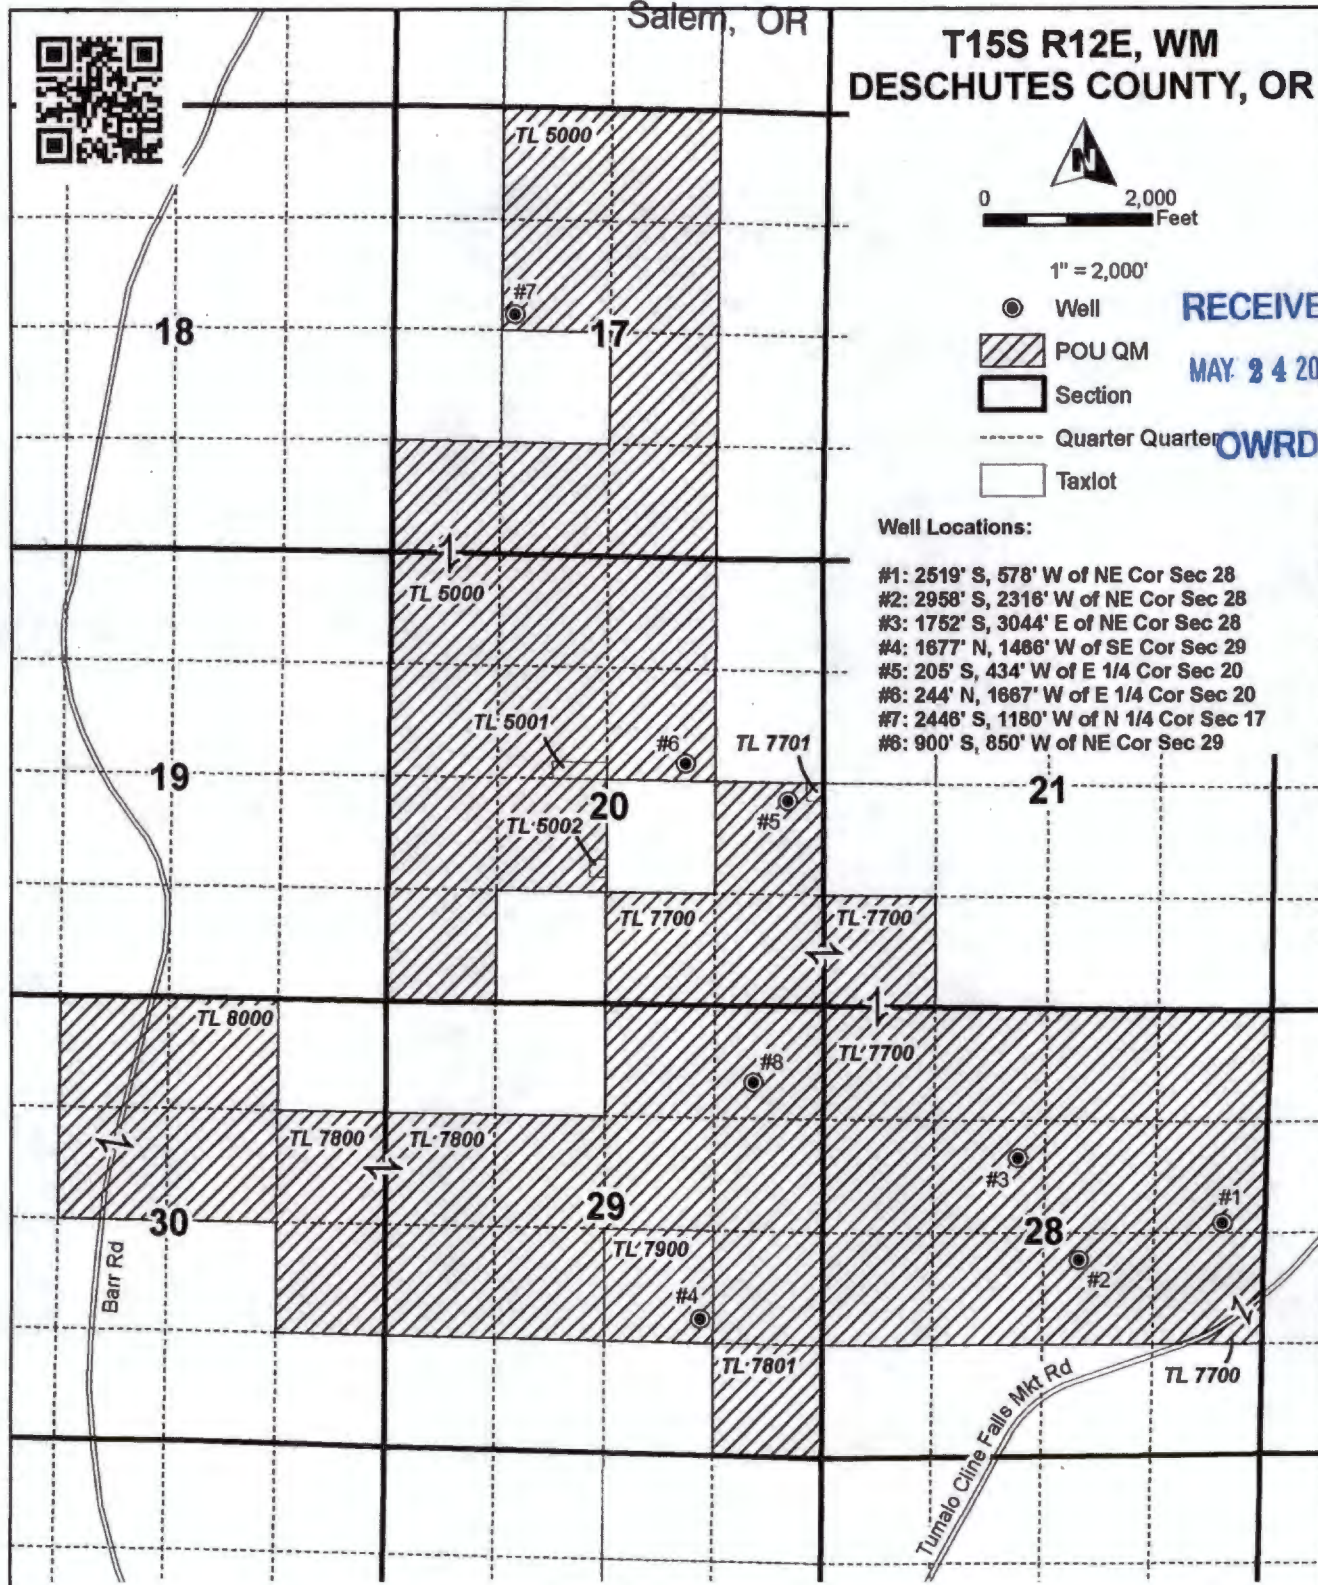 Salem, OR
T15S R12E, WM
DESCHUTES COUNTY, OR
N
0 2,000
Feet
1" = 2,000'
Well
POU QM
Section
Quarter Quarter
Taxlot
RECEIVE
MAY 24 20
OWRD
Well Locations:
#1: 2519' S, 578' W of NE Cor Sec 28
#2: 2958' S, 2316' W of NE Cor Sec 28
#3: 1752' S, 3044' E of NE Cor Sec 28
#4: 1677' N, 1466' W of SE Cor Sec 29
#5: 205' S, 434' W of E 1/4 Cor Sec 20
#6: 244' N, 1667' W of E 1/4 Cor Sec 20
#7: 2446' S, 1180' W of N 1/4 Cor Sec 17
#6: 900' S, 850' W of NE Cor Sec 29
TL 5000
#7
18
17
TL 5000
TL 5001
#6
TL 7701
19
20
#5
21
TL 5002
TL 7700
TL 7700
TL 8000
TL 7700
#8
TL 7800
TL 7800
#3
#1
30
29
28
TL 7900
#2
Barr Rd
#4
TL 7801
TL 7700
Tumalo Cline Falls Mkt Rd